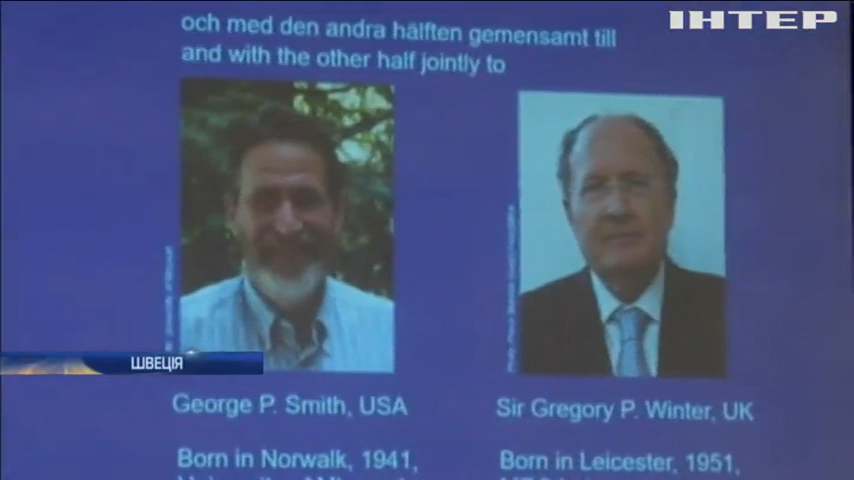 ІНТЕР
och med den andra hälften gemensamt till
and with the other half jointly to
ШВЕЦІЯ
George P. Smith, USA
Sir Gregory P. Winter, UK
Born in Norwalk, 1941,
Born in Leicester, 1951,